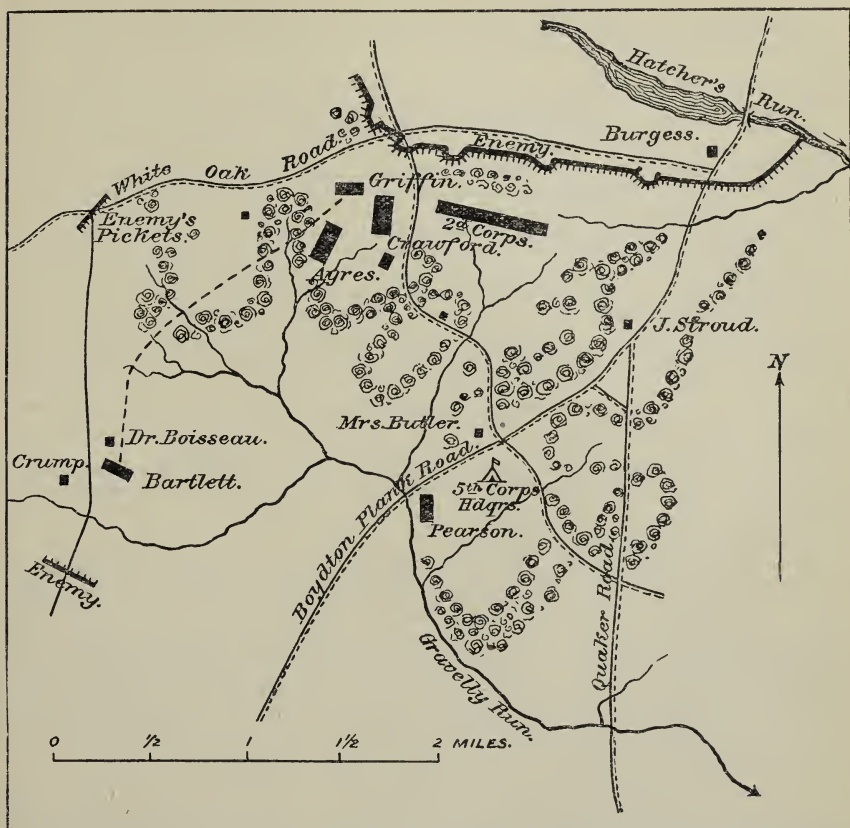 Hatcher's
Run.
Burgess.
Enemy.
White Oak Road
Enemy's
Pickets.
Griffin.
2d Corps.
Crawford.
Ayres.
J. Stroud.
N
Mrs. Butler.
Dr. Boisseau.
Crump.
Bartlett.
Boydton Plank Road.
5th Corps
Hdqrs.
Pearson.
Enemy.
Quaker Road
Gravelly Run.
0 1/2 1 1 1/2 2 MILES.